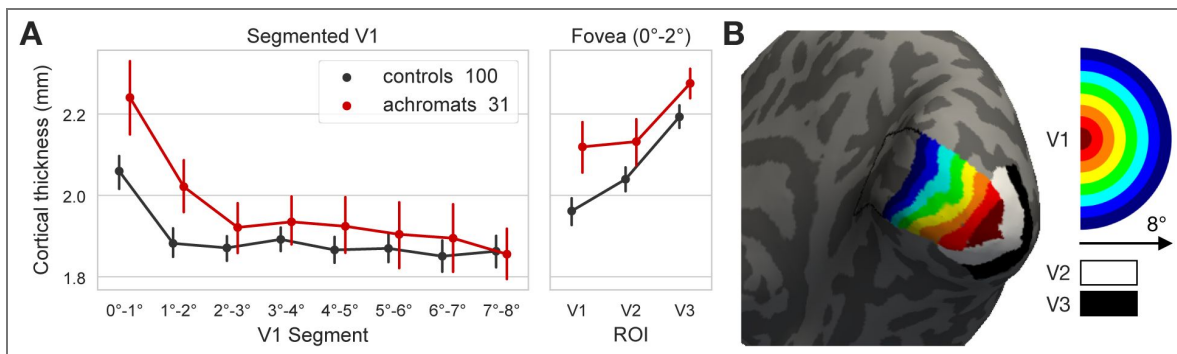 A
Segmented V1
Fovea (0°-2°)
B
controls 100
achromats 31
Cortical thickness (mm)
2.2
2.0
1.8
0°-1°
1°-2°
2°-3°
3°-4°
4°-5°
5°-6°
6°-7°
7°-8°
V1 Segment
V1
V2
V3
ROI
V1
8°
V2
V3